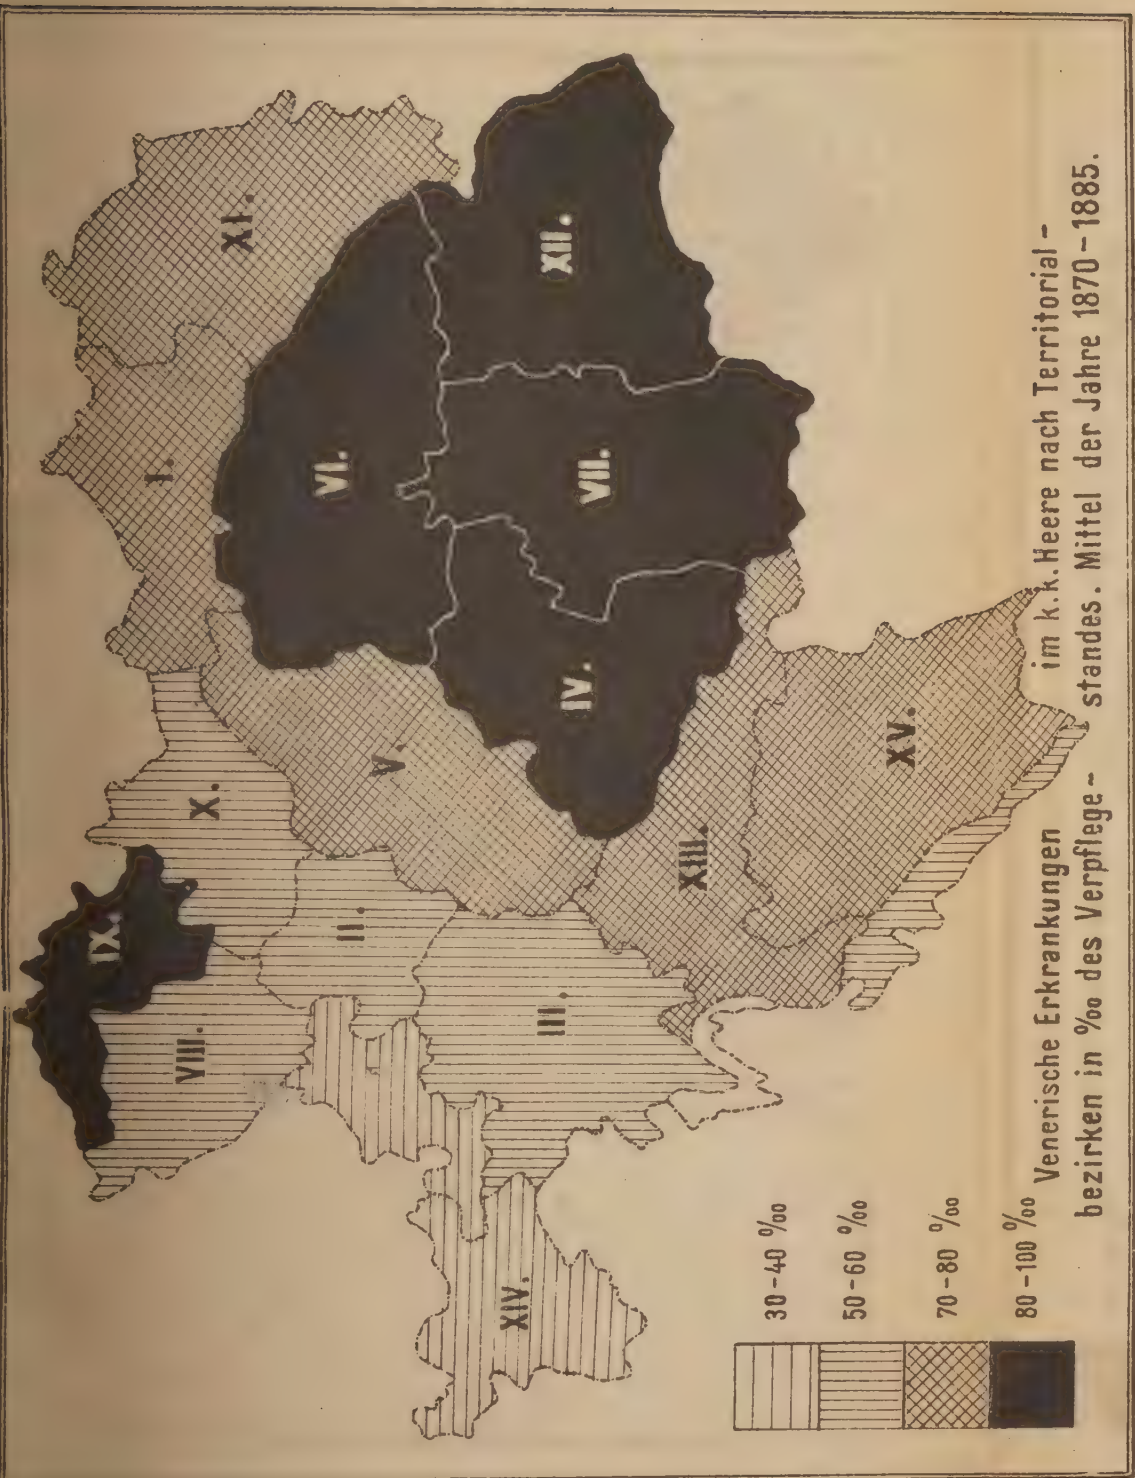 XI.
I.
VI.
XII.
VII.
IV.
V.
X.
IX
VIII.
II.
III.
XIII.
XV.
XIV.
30-40 ‰
50-60 ‰
70-80 ‰
80-100 ‰
Venerische Erkrankungen im k.k. Heere nach Territorial-
bezirken in ‰ des Verpflege- standes. Mittel der Jahre 1870-1885.